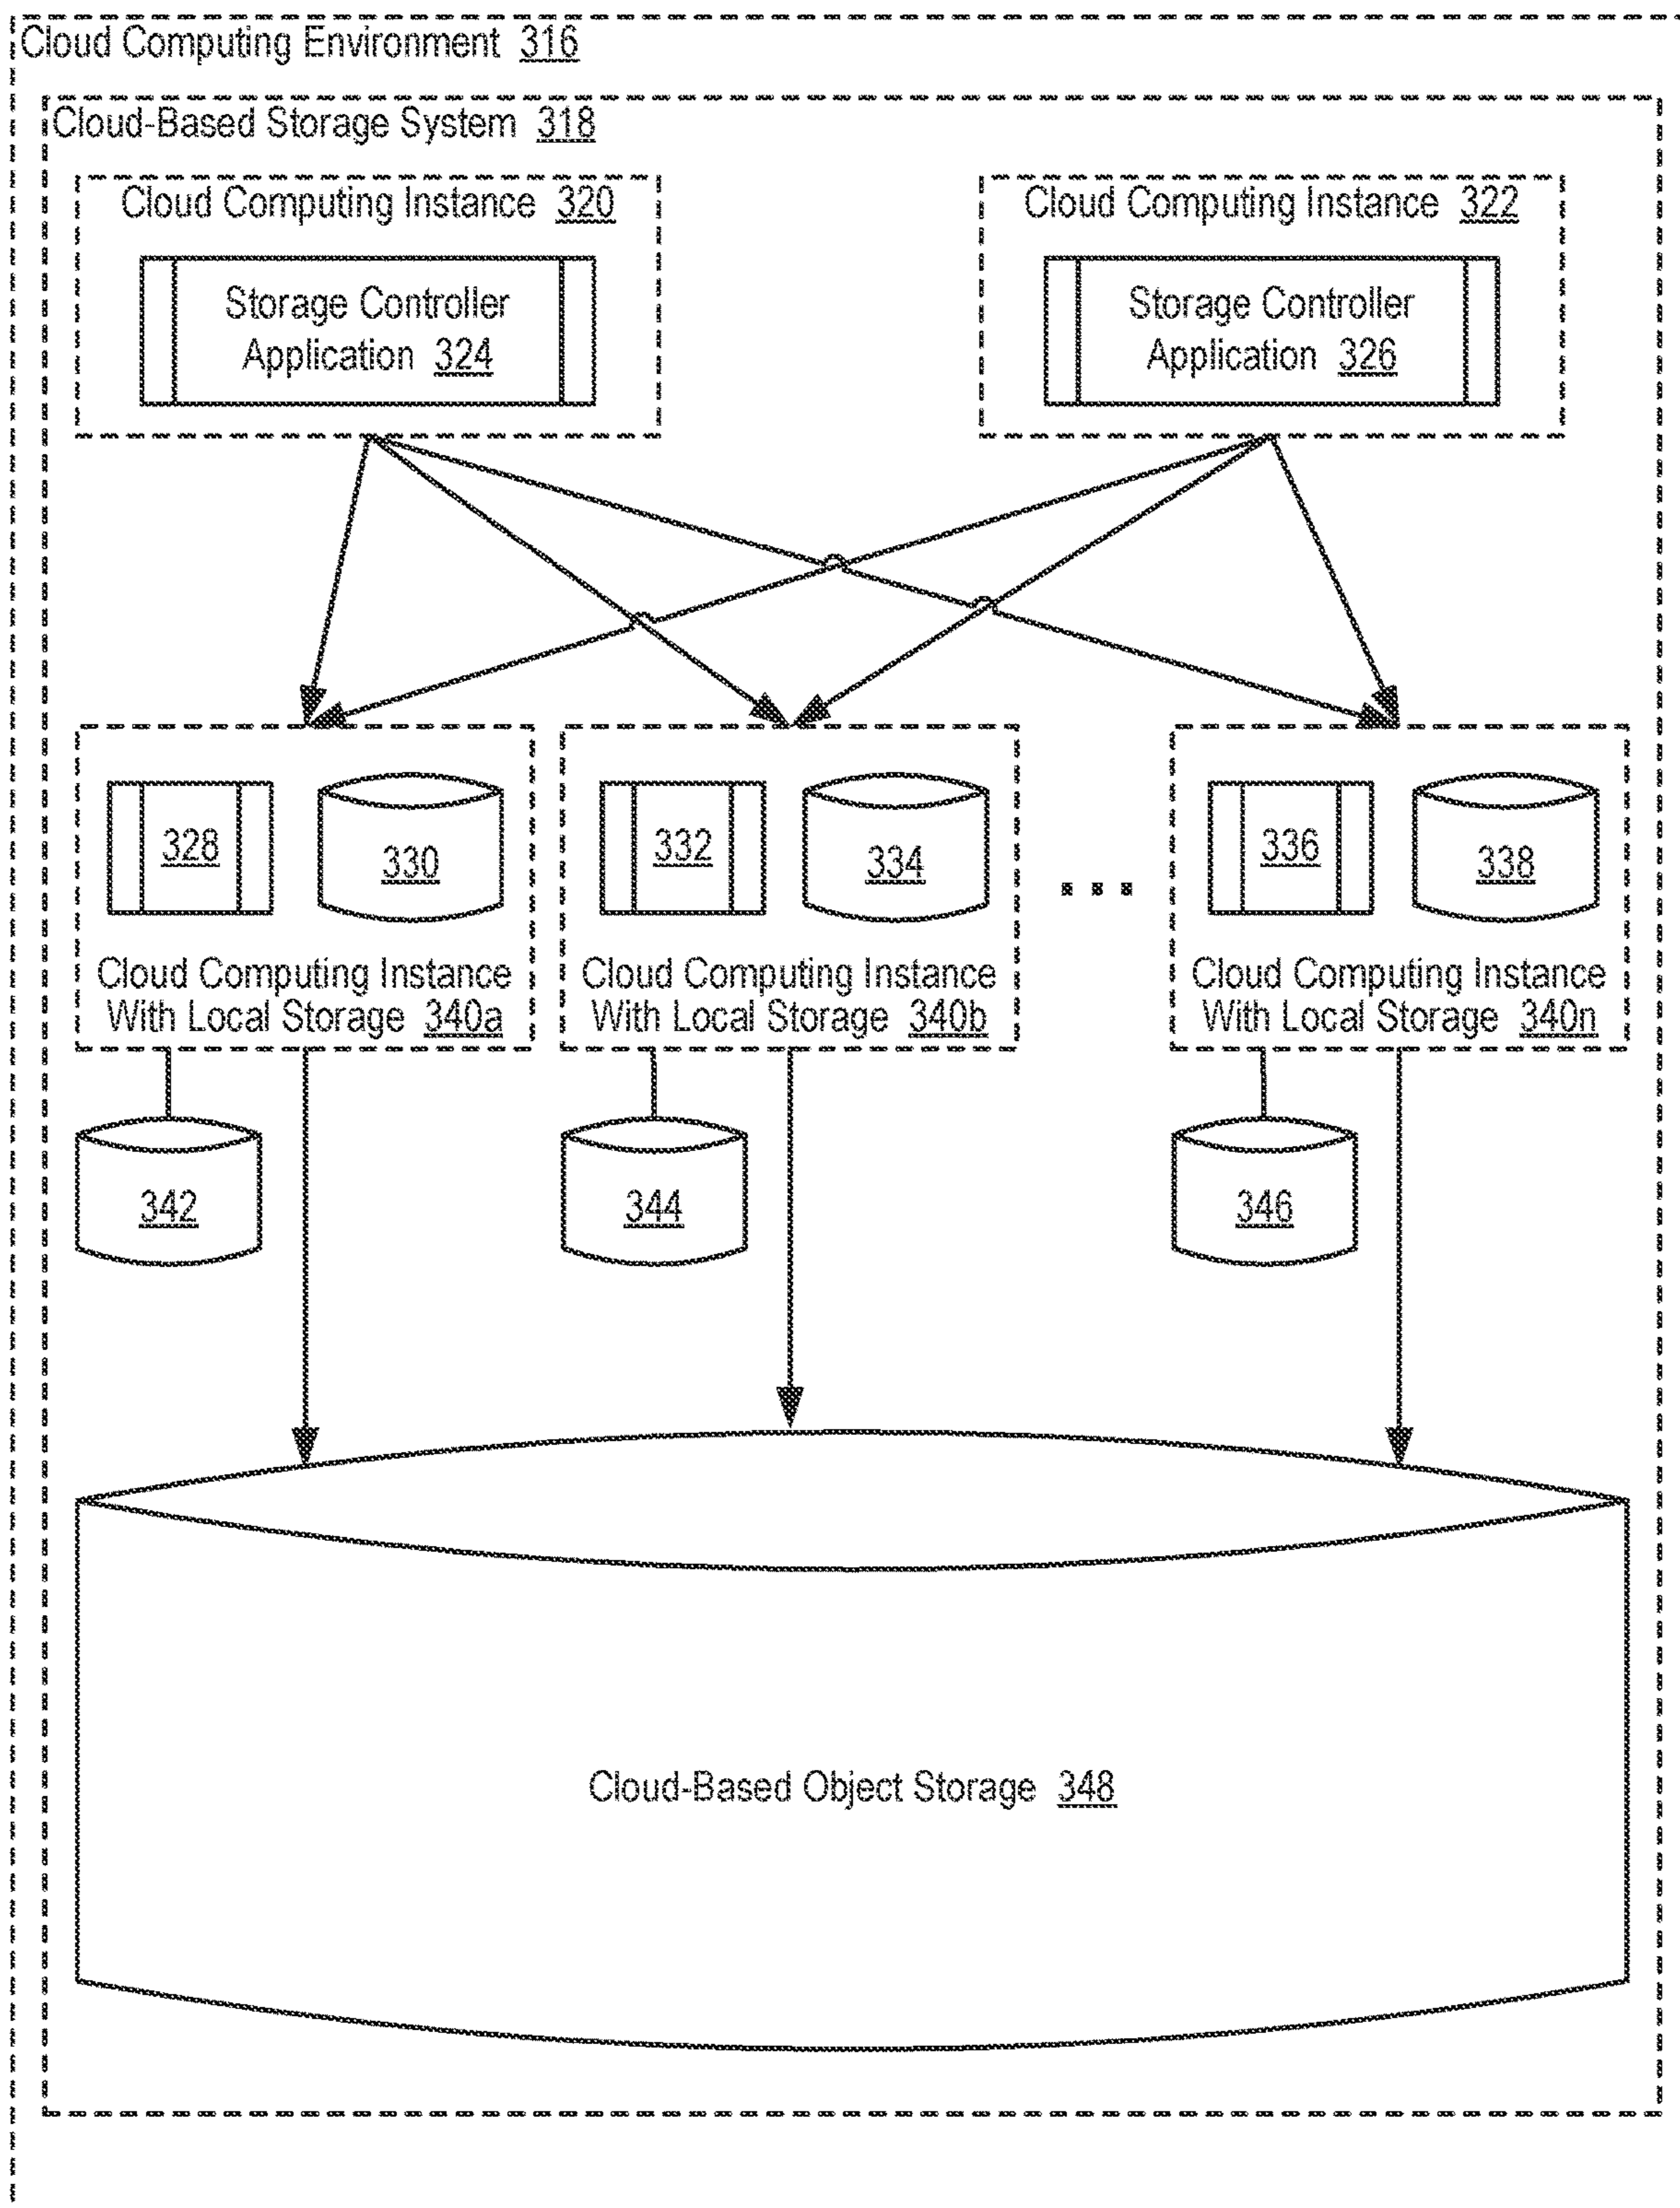 Cloud Computing Environment 316
Cloud-Based Storage System 318
Cloud Computing Instance 320
Storage Controller
Application 324
Cloud Computing Instance 322
Storage Controller
Application 326
328
330
Cloud Computing Instance
With Local Storage 340a
332
334
Cloud Computing Instance
With Local Storage 340b
...
336
338
Cloud Computing Instance
With Local Storage 340n
342
344
346
Cloud-Based Object Storage 348